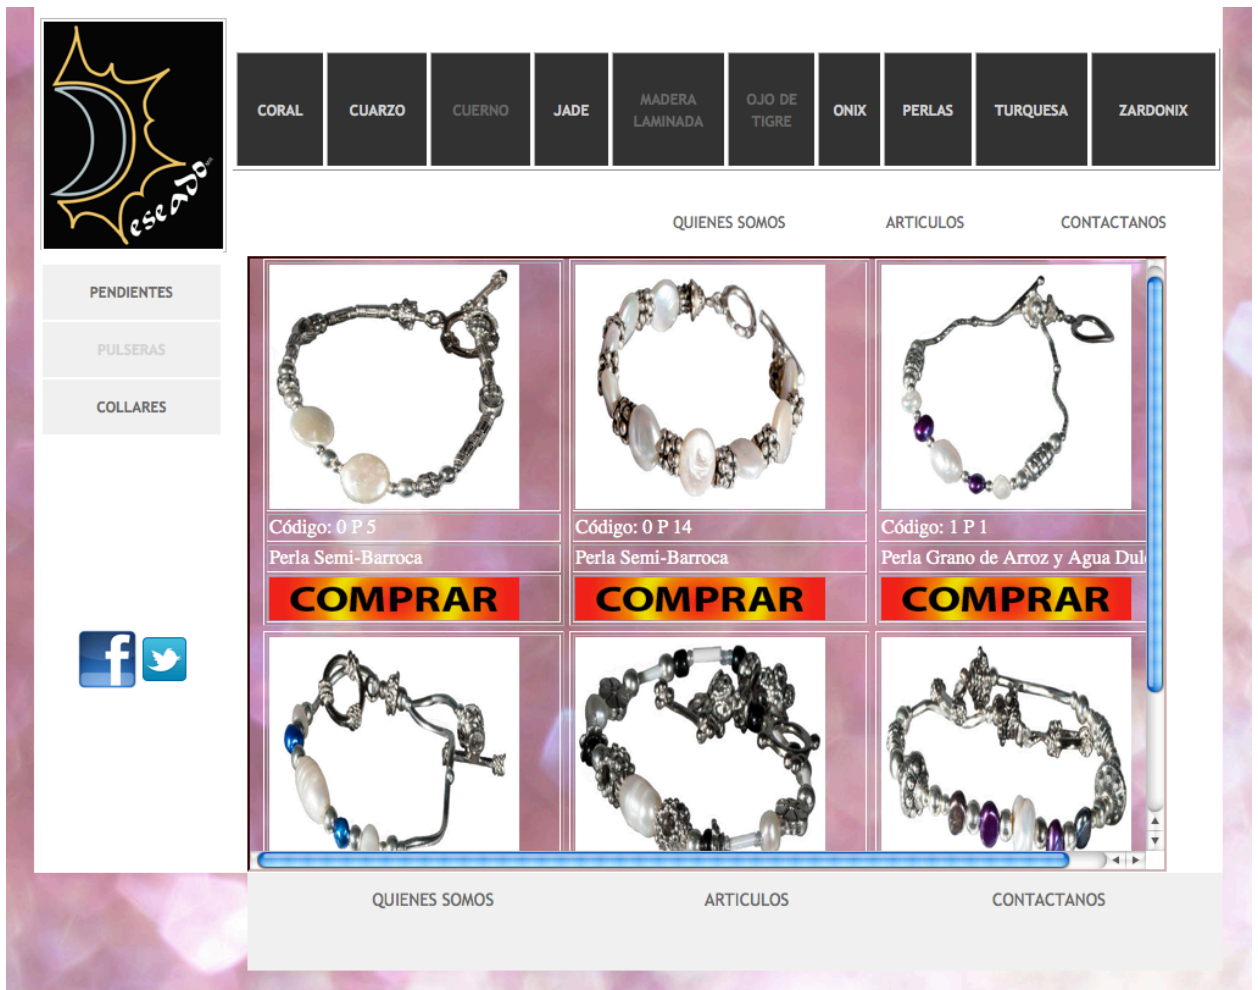 eseADO
CORAL
CUARZO
CUERNO
JADE
MADERA
LAMINADA
OJO DE
TIGRE
ONIX
PERLAS
TURQUESA
ZARDONIX
QUIENES SOMOS
ARTICULOS
CONTACTANOS
PENDIENTES
PULSERAS
COLLARES
Código: 0 P 5
Código: 0 P 14
Código: 1 P 1
Perla Semi-Barroca
Perla Semi-Barroca
Perla Grano de Arroz y Agua Dul
COMPRAR
COMPRAR
COMPRAR
f
QUIENES SOMOS
ARTICULOS
CONTACTANOS